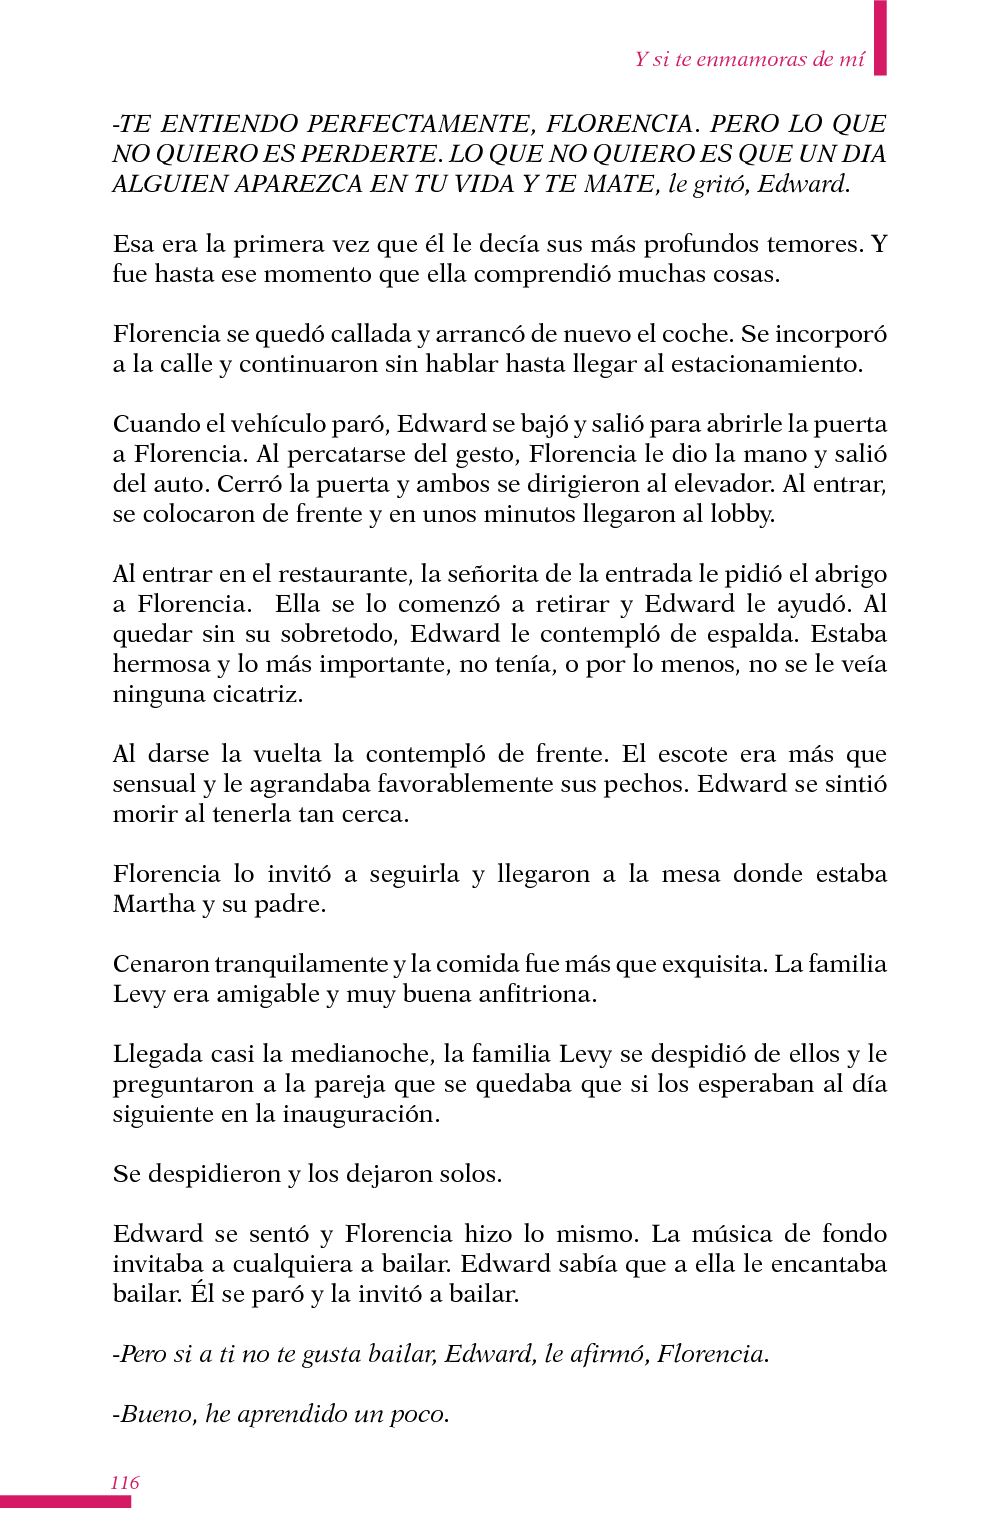 Y si te enmamoras de mí
-TE ENTIENDO PERFECTAMENTE, FLORENCIA. PERO LO QUE
NO QUIERO ES PERDERTE. LO QUE NO QUIERO ES QUE UN DIA
ALGUIEN APAREZCA EN TU VIDA Y TE MATE, le gritó, Edward.
Esa era la primera vez que él le decía sus más profundos temores. Y
fue hasta ese momento que ella comprendió muchas cosas.
Florencia se quedó callada y arrancó de nuevo el coche. Se incorporó
a la calle y continuaron sin hablar hasta llegar al estacionamiento.
Cuando el vehículo paró, Edward se bajó y salió para abrirle la puerta
a Florencia. Al percatarse del gesto, Florencia le dio la mano y salió
del auto. Cerró la puerta y ambos se dirigieron al elevador. Al entrar,
se colocaron de frente y en unos minutos llegaron al lobby.
Al entrar en el restaurante, la señorita de la entrada le pidió el abrigo
a Florencia.  Ella se lo comenzó a retirar y Edward le ayudó. Al
quedar sin su sobretodo, Edward le contempló de espalda. Estaba
hermosa y lo más importante, no tenía, o por lo menos, no se le veía
ninguna cicatriz.
Al darse la vuelta la contempló de frente. El escote era más que
sensual y le agrandaba favorablemente sus pechos. Edward se sintió
morir al tenerla tan cerca.
Florencia lo invitó a seguirla y llegaron a la mesa donde estaba
Martha y su padre.
Cenaron tranquilamente y la comida fue más que exquisita. La familia
Levy era amigable y muy buena anfitriona.
Llegada casi la medianoche, la familia Levy se despidió de ellos y le
preguntaron a la pareja que se quedaba que si los esperaban al día
siguiente en la inauguración.
Se despidieron y los dejaron solos.
Edward se sentó y Florencia hizo lo mismo. La música de fondo
invitaba a cualquiera a bailar. Edward sabía que a ella le encantaba
bailar. Él se paró y la invitó a bailar.
-Pero si a ti no te gusta bailar, Edward, le afirmó, Florencia.
-Bueno, he aprendido un poco.
116